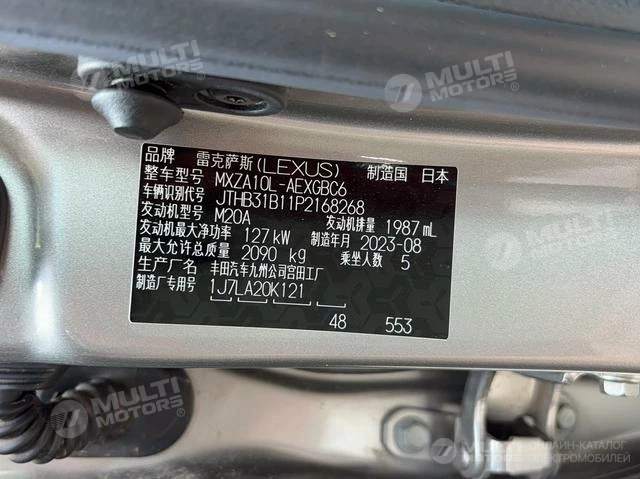 MULTI MOTORS
7 MULTI MOTORS
品牌 雷克萨斯(LEXUS) 制造国 日本
整车型号 MXZA10L-AEXGBC6
车辆识别代号 JTHB31B11P2168268
发动机型号 M20A 发动机排量 1987 mL
发动机最大净功率 127 kW 制造年月 2023-08
最大允许总质量 2090 kg 乘坐人数 5
生产厂名 丰田汽车九州公司宫田工厂
制造厂专用号 1J7LA20K121
48 553
7 MULTI MOTORS
ОНЛАЙН-КАТАЛОГ
ЭЛЕКТРОМОБИЛЕЙ